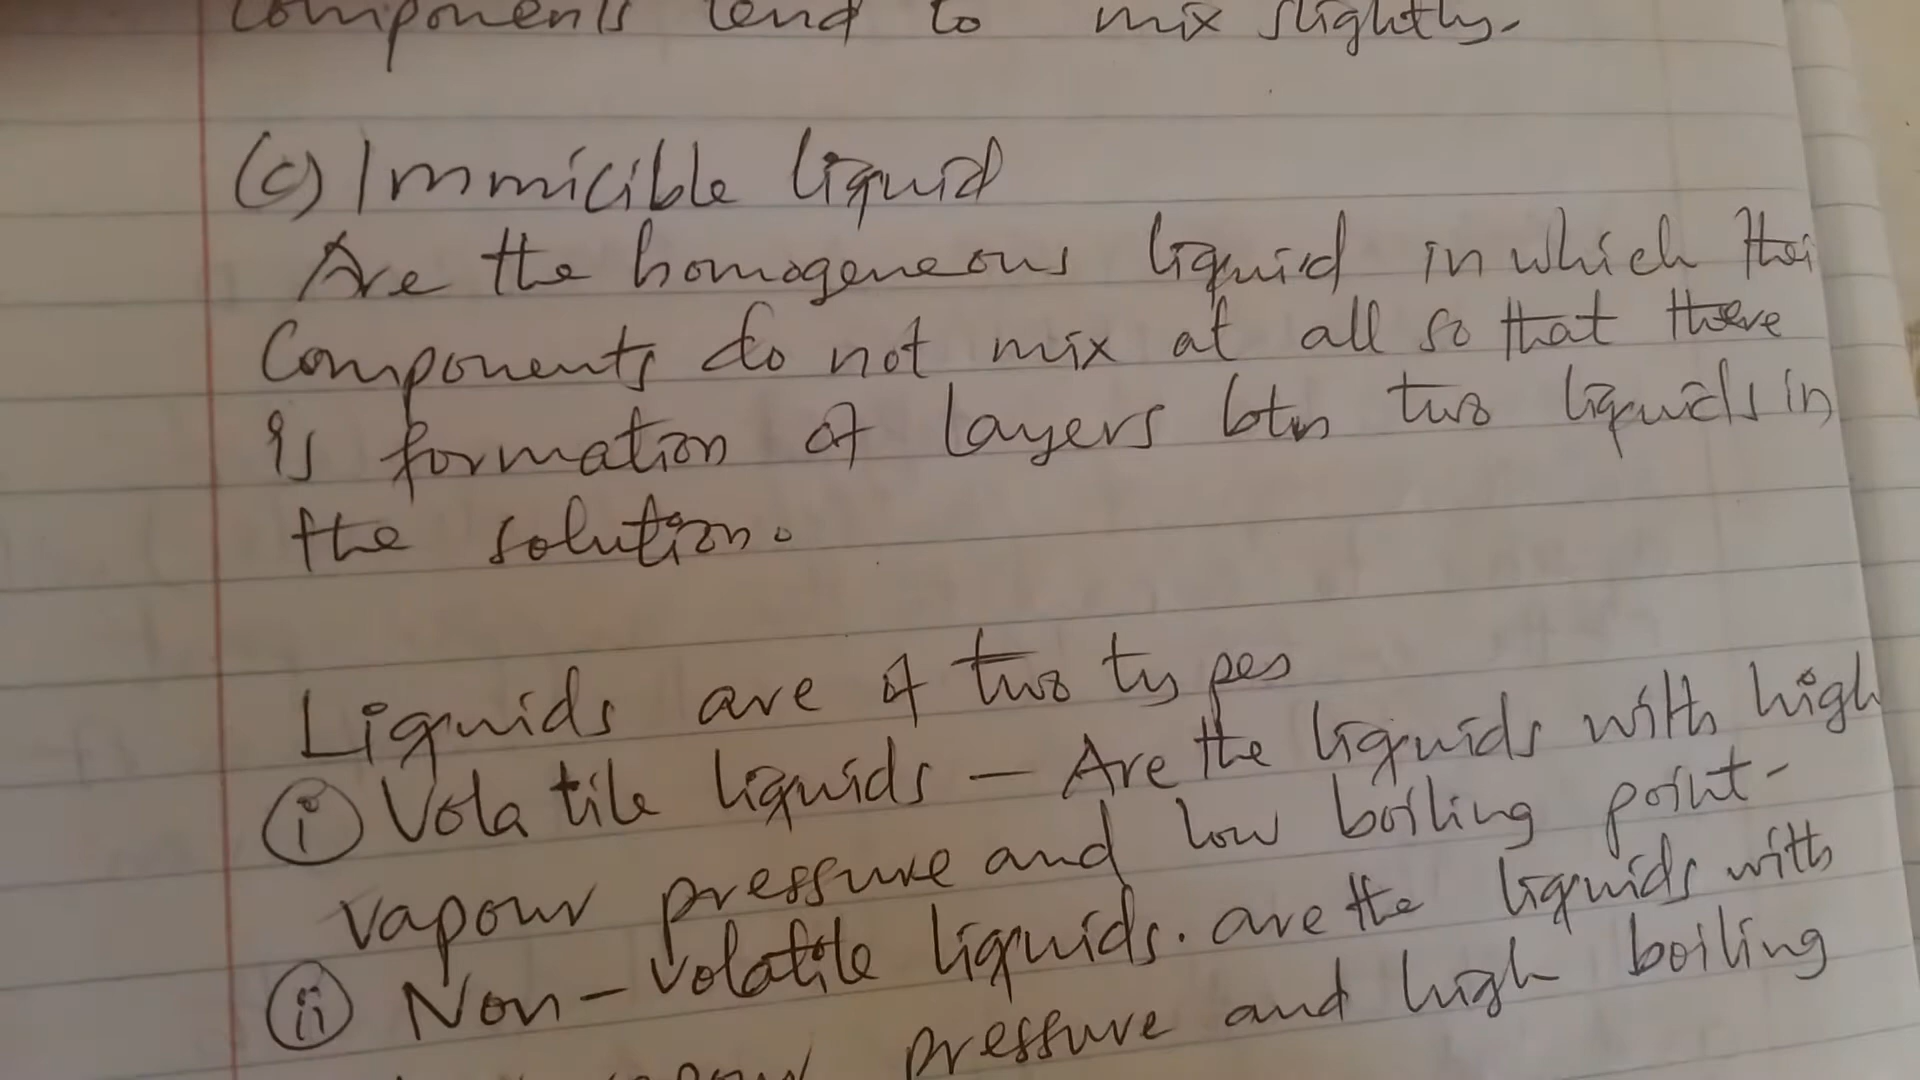 components tend to mix slightly.
(c) Immicible liquid
Are the homogeneous liquid in which thei
Components do not mix at all so that there
is formation of layers btn two liquids in
the solution.
Liquids are of two types
(i) Volatile liquids - Are the liquids with high
vapour pressure and low boiling point-
(ii) Non-volatile liquids. are the liquids with
pressure and high boiling